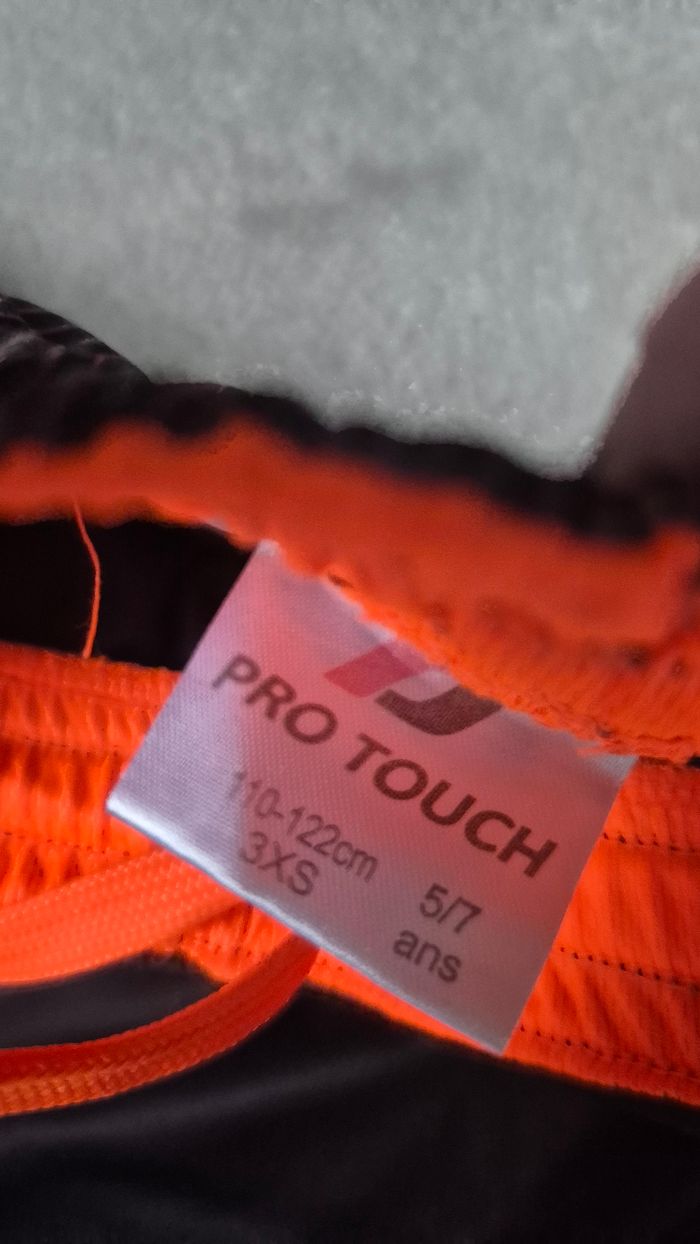 PRO TOUCH
110-122cm
3XS
5/7
ans